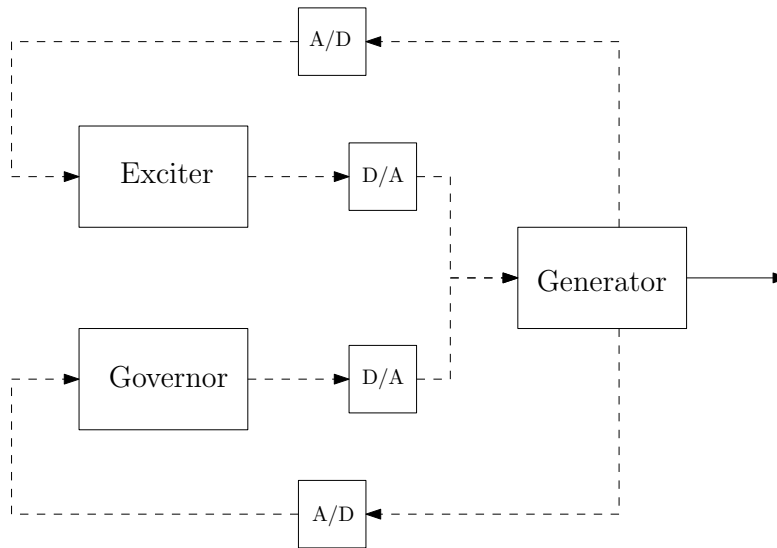 A/D
Exciter
D/A
Generator
Governor
D/A
A/D